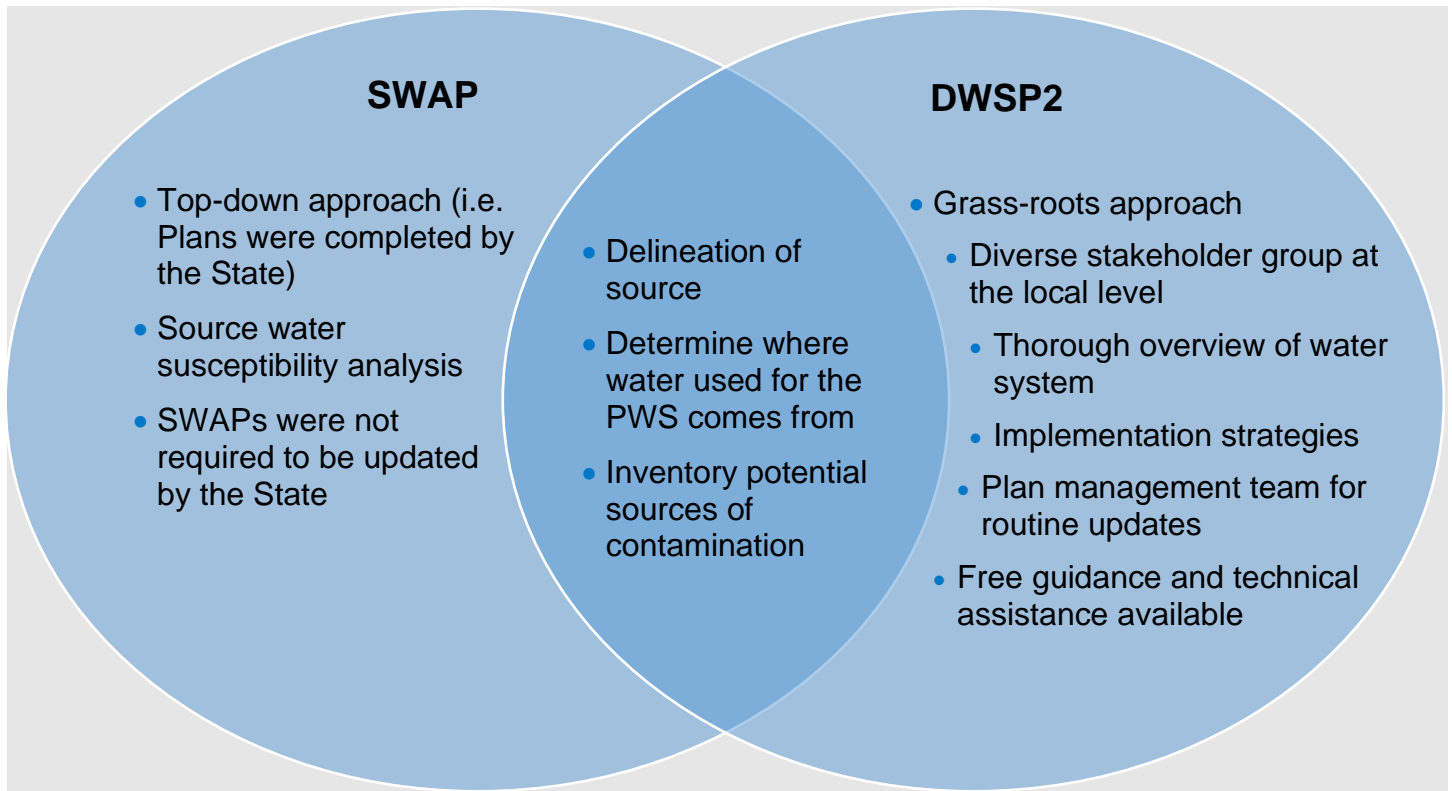 SWAP
• Top-down approach (i.e.
Plans were completed by
the State)
• Source water
susceptibility analysis
• SWAPs were not
required to be updated
by the State
• Delineation of
source
• Determine where
water used for the
PWS comes from
• Inventory potential
sources of
contamination
DWSP2
• Grass-roots approach
• Diverse stakeholder group at
the local level
• Thorough overview of water
system
• Implementation strategies
• Plan management team for
routine updates
• Free guidance and technical
assistance available